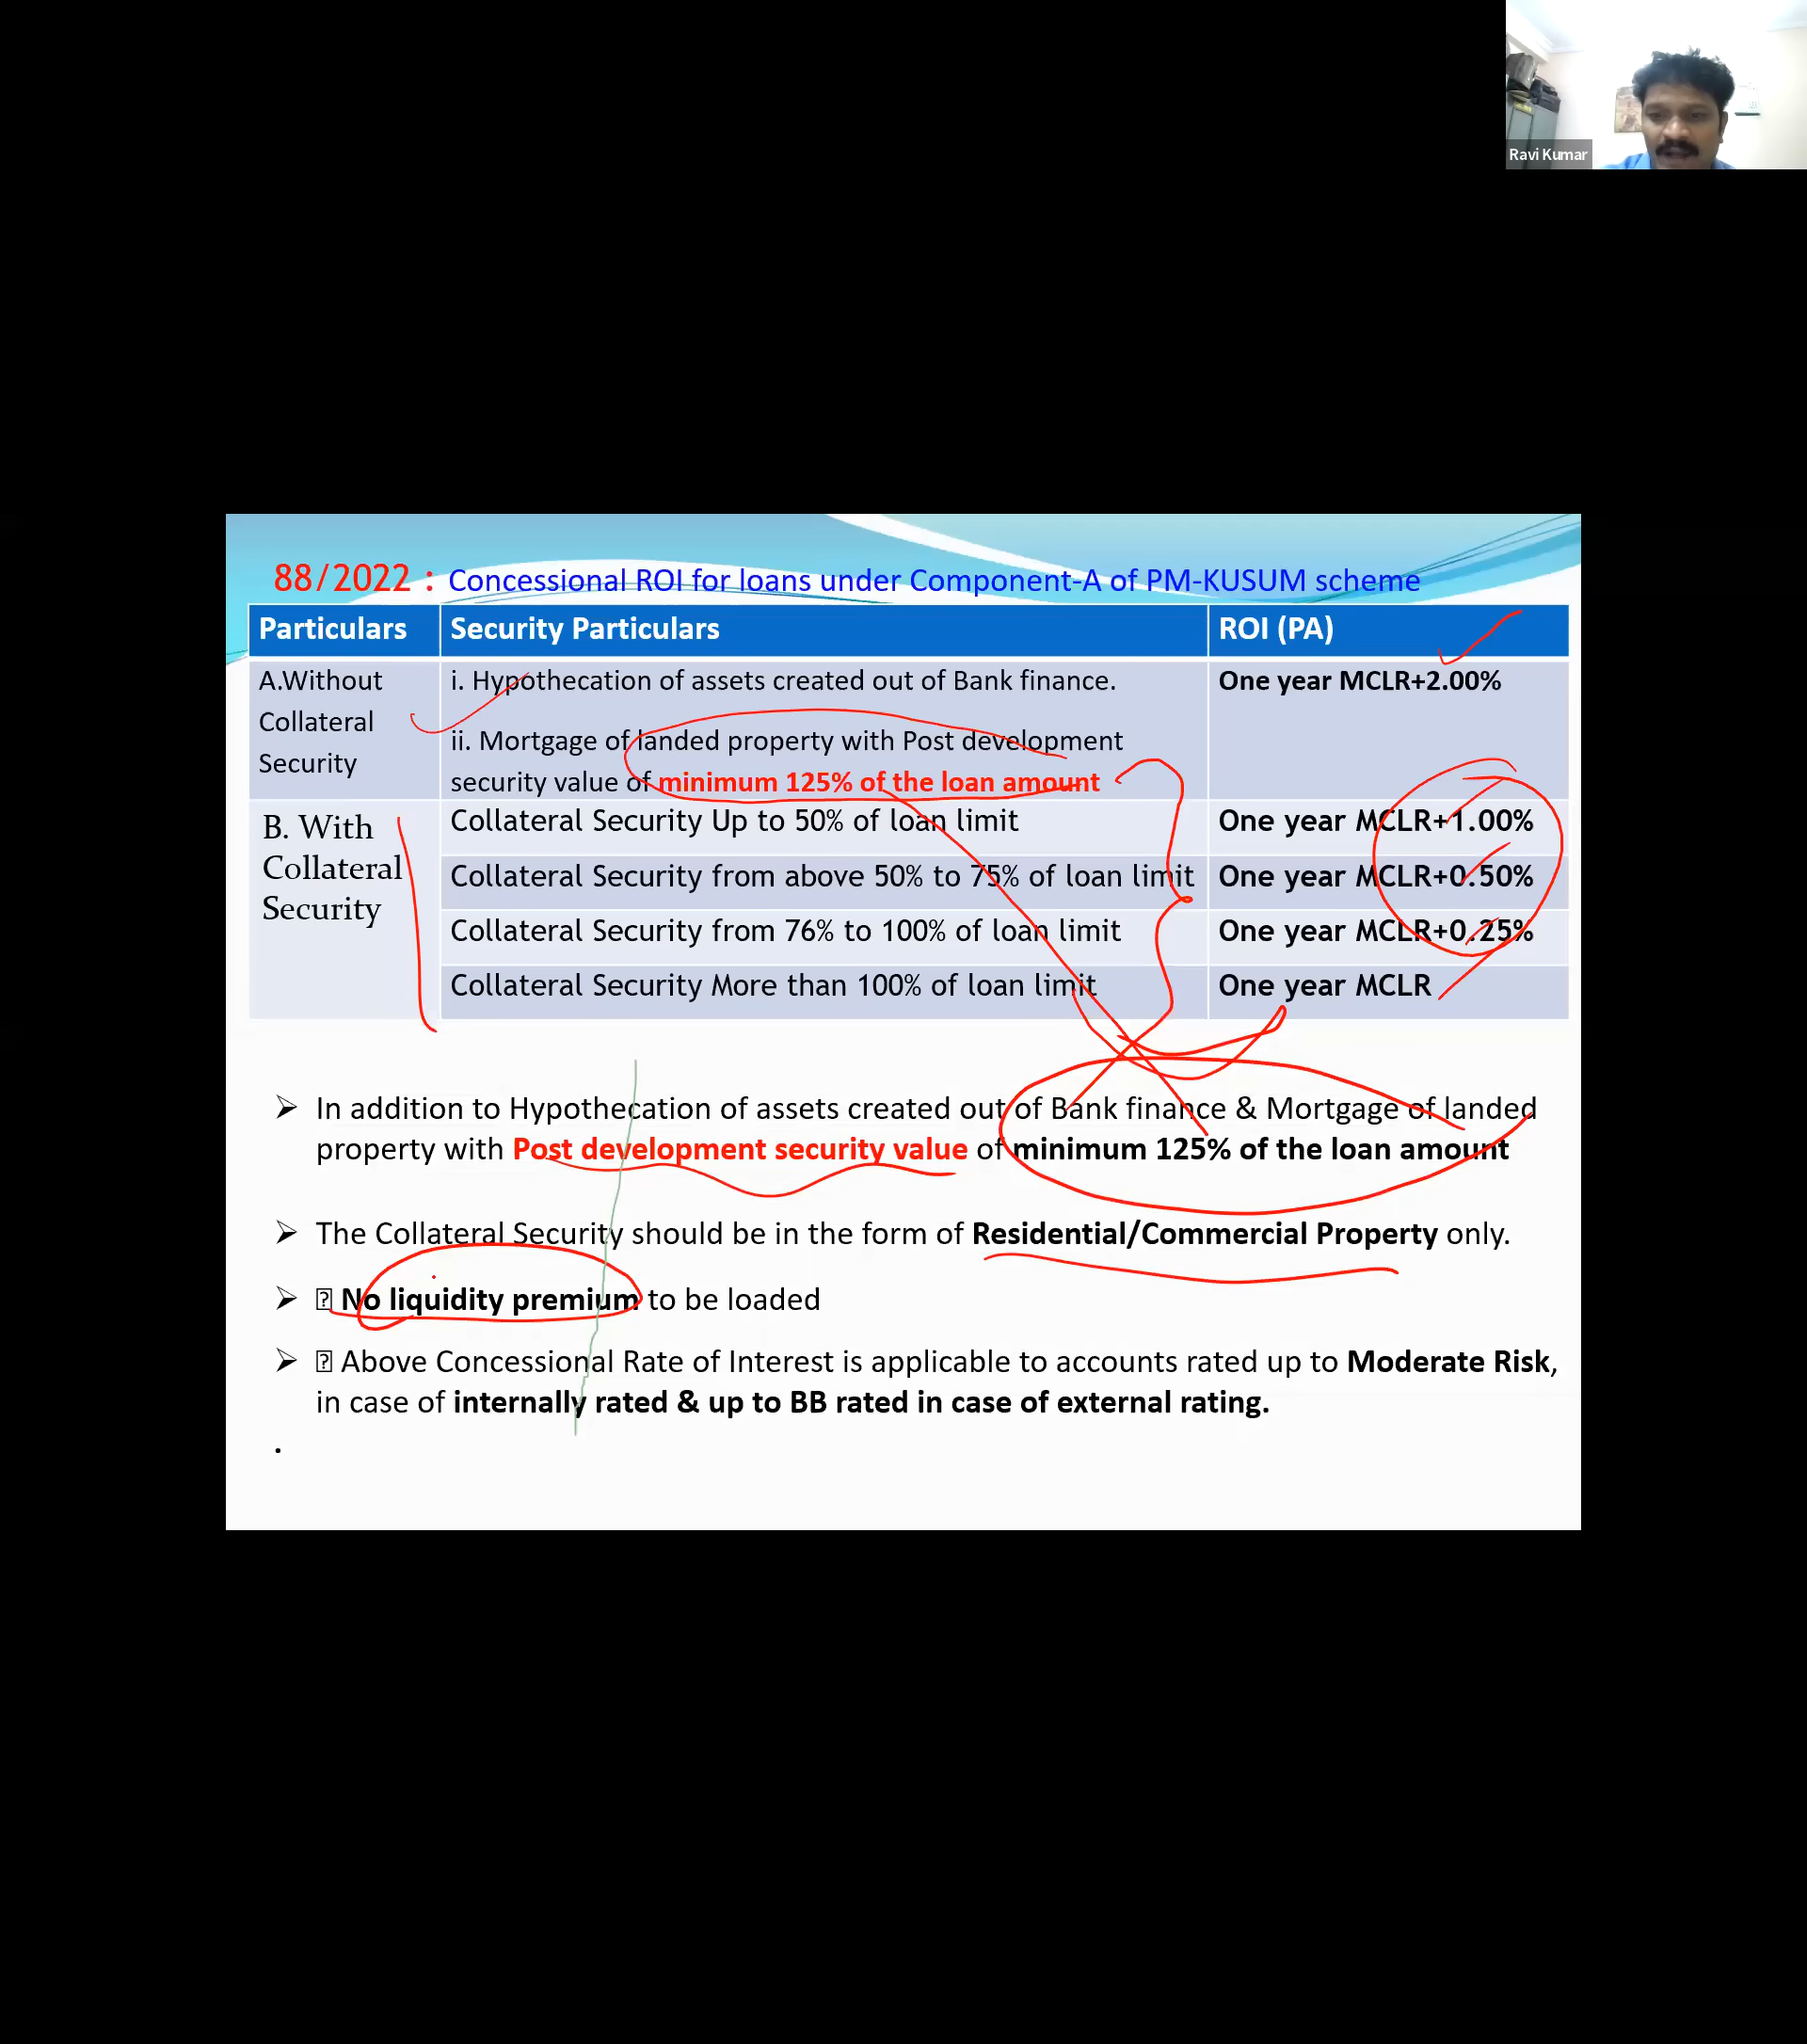 Ravi Kumar
88/2022 : Concessional ROI for loans under Component-A of PM-KUSUM scheme
Particulars Security Particulars ROI (PA)
A.Without Collateral Security
i. Hypothecation of assets created out of Bank finance.
ii. Mortgage of landed property with Post development
security value of minimum 125% of the loan amount
One year MCLR+2.00%
B. With
Collateral
Security
Collateral Security Up to 50% of loan limit One year MCLR+1.00%
Collateral Security from above 50% to 75% of loan limit One year MCLR+0.50%
Collateral Security from 76% to 100% of loan limit One year MCLR+0.25%
Collateral Security More than 100% of loan limit One year MCLR
➢ In addition to Hypothecation of assets created out of Bank finance & Mortgage of landed
property with Post development security value of minimum 125% of the loan amount
➢ The Collateral Security should be in the form of Residential/Commercial Property only.
➢ No liquidity premium to be loaded
➢ Above Concessional Rate of Interest is applicable to accounts rated up to Moderate Risk,
in case of internally rated & up to BB rated in case of external rating.
.